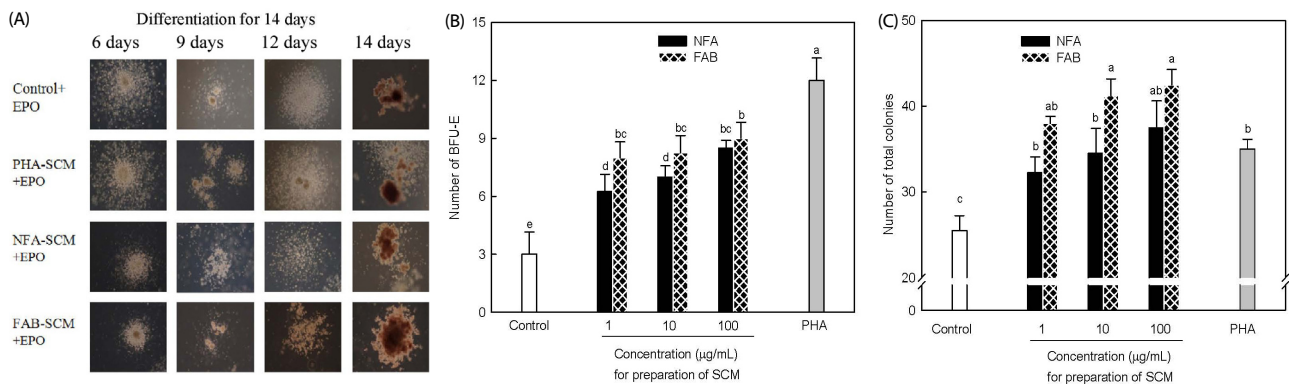 (A)
Differentiation for 14 days
6 days 9 days 12 days 14 days
Control+
EPO
PHA-SCM
+EPO
NFA-SCM
+EPO
FAB-SCM
+EPO
(B)
Number of BFU-E
15
12
9
6
3
0
NFA
FAB
e
d
bc
d
bc
bc
b
a
Control 1 10 100 PHA
Concentration (μg/mL)
for preparation of SCM
(C)
Number of total colonies
50
40
30
20
0
NFA
FAB
c
b
ab
b
a
ab
a
b
Control 1 10 100 PHA
Concentration (μg/mL)
for preparation of SCM